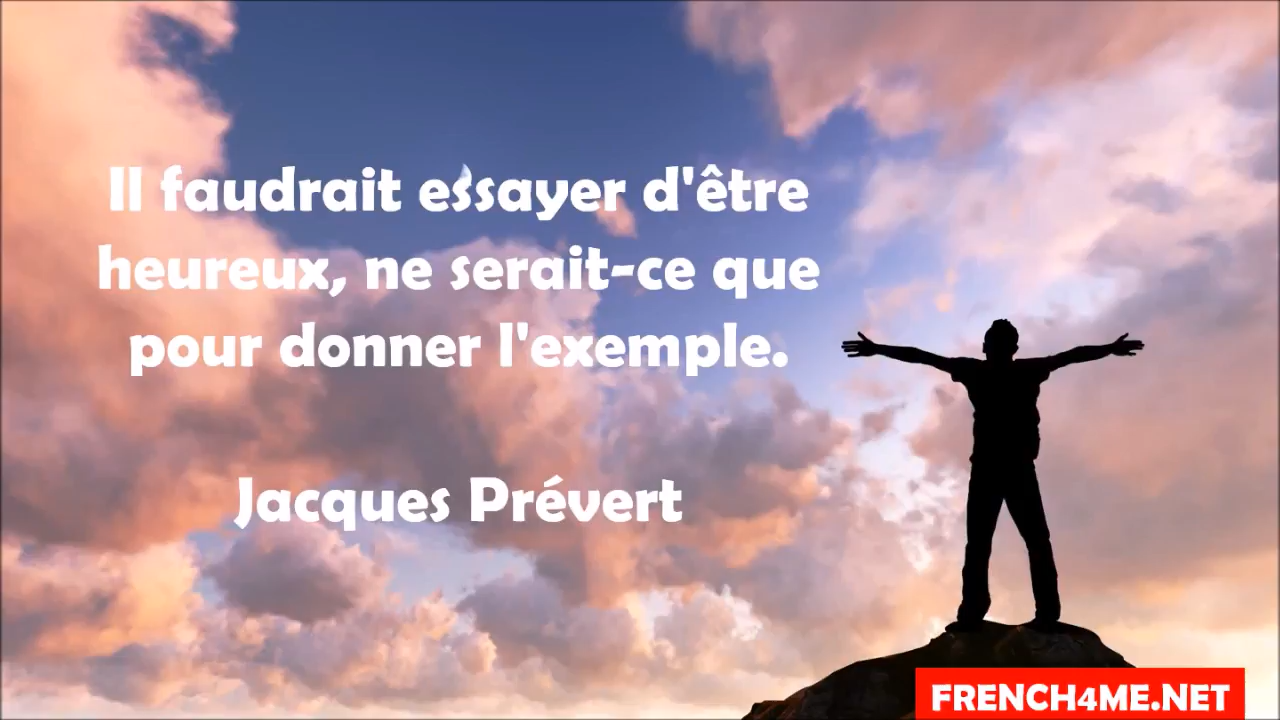 Il faudrait essayer d'être
heureux, ne serait-ce que
pour donner l'exemple.
Jacques Prévert
FRENCH4ME.NET